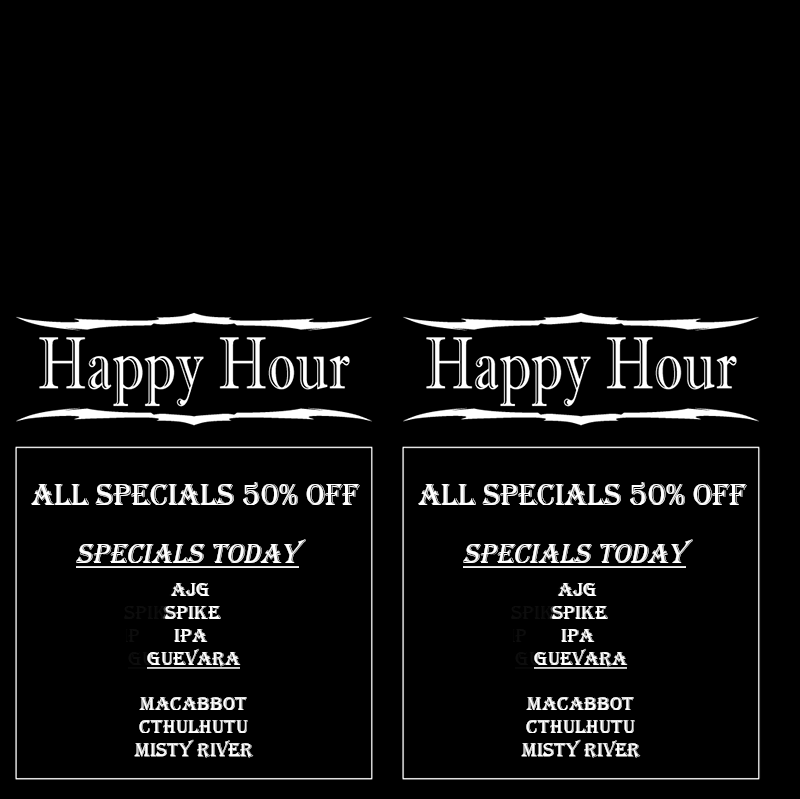 Happy Hour
ALL SPECIALS 50% OFF
SPECIALS TODAY
AJG
SPIKE
IPA
GUEVARA
MACABBOT
CTHULHUTU
MISTY RIVER
Happy Hour
ALL SPECIALS 50% OFF
SPECIALS TODAY
AJG
SPIKE
IPA
GUEVARA
MACABBOT
CTHULHUTU
MISTY RIVER